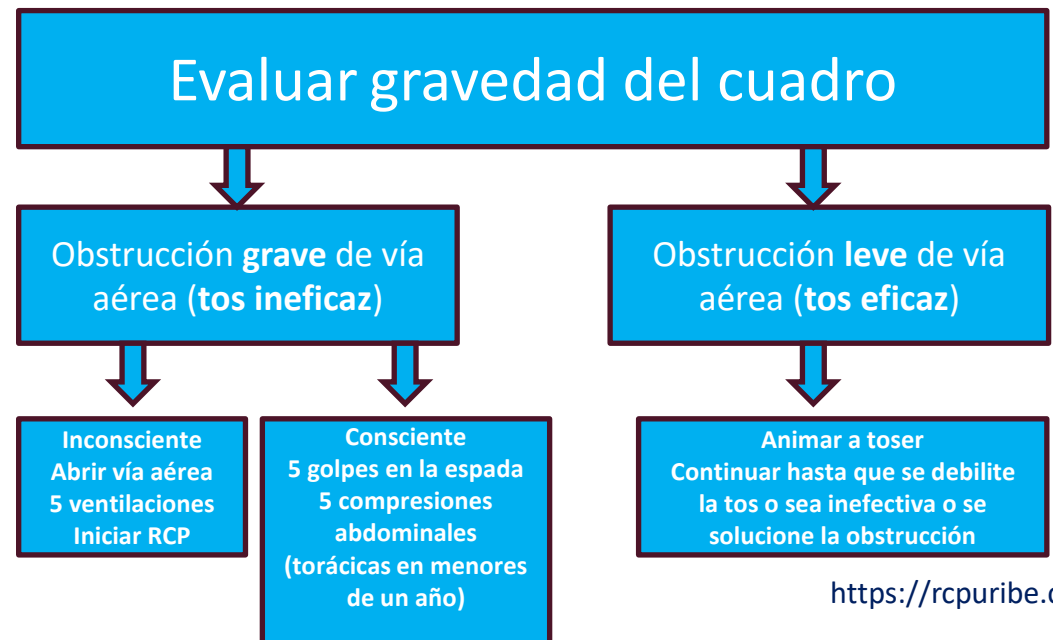 Evaluar gravedad del cuadro
Obstrucción grave de vía
aérea (tos ineficaz)
Obstrucción leve de vía
aérea (tos eficaz)
Inconsciente
Abrir vía aérea
5 ventilaciones
Iniciar RCP
Consciente
5 golpes en la espada
5 compresiones
abdominales
(torácicas en menores
de un año)
Animar a toser
Continuar hasta que se debilite
la tos o sea inefectiva o se
solucione la obstrucción
https://rcpuribe.c